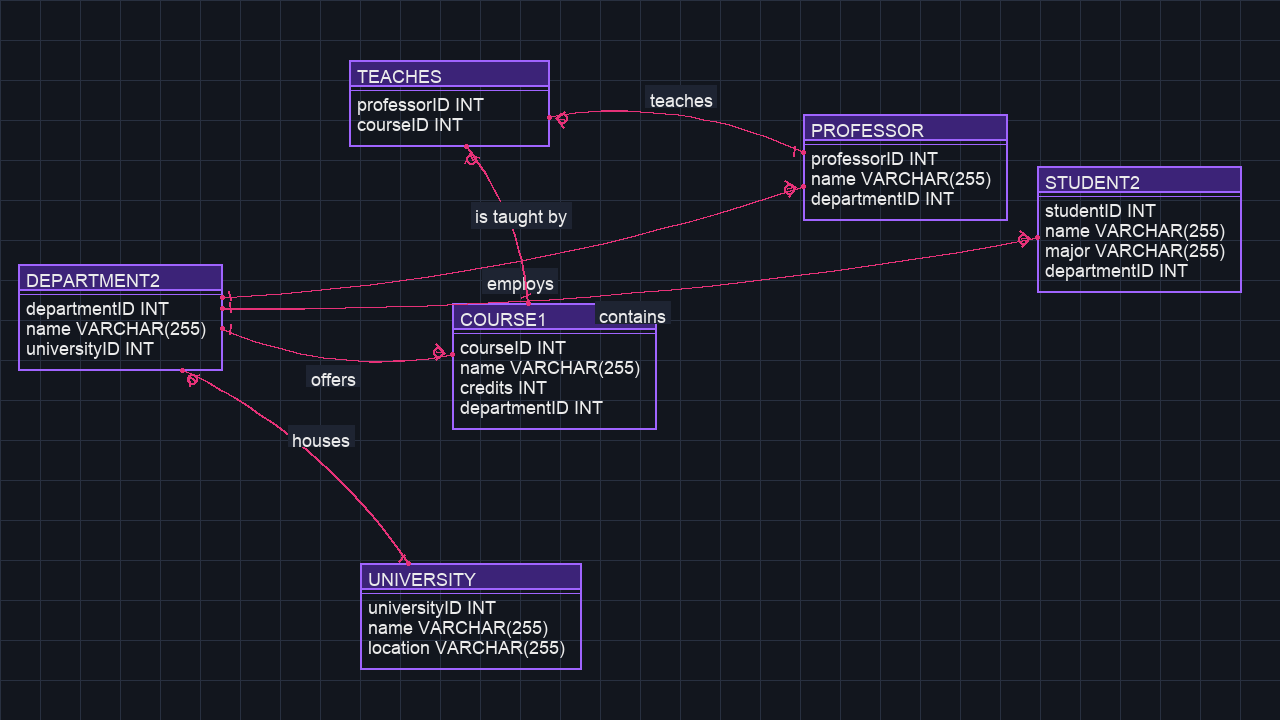 TEACHES
professorID INT
courseID INT
teaches
PROFESSOR
professorID INT
name VARCHAR(255)
departmentID INT
STUDENT2
studentID INT
name VARCHAR(255)
major VARCHAR(255)
departmentID INT
is taught by
DEPARTMENT2
departmentID INT
name VARCHAR(255)
universityID INT
employs
contains
COURSE1
courseID INT
name VARCHAR(255)
credits INT
departmentID INT
offers
houses
UNIVERSITY
universityID INT
name VARCHAR(255)
location VARCHAR(255)